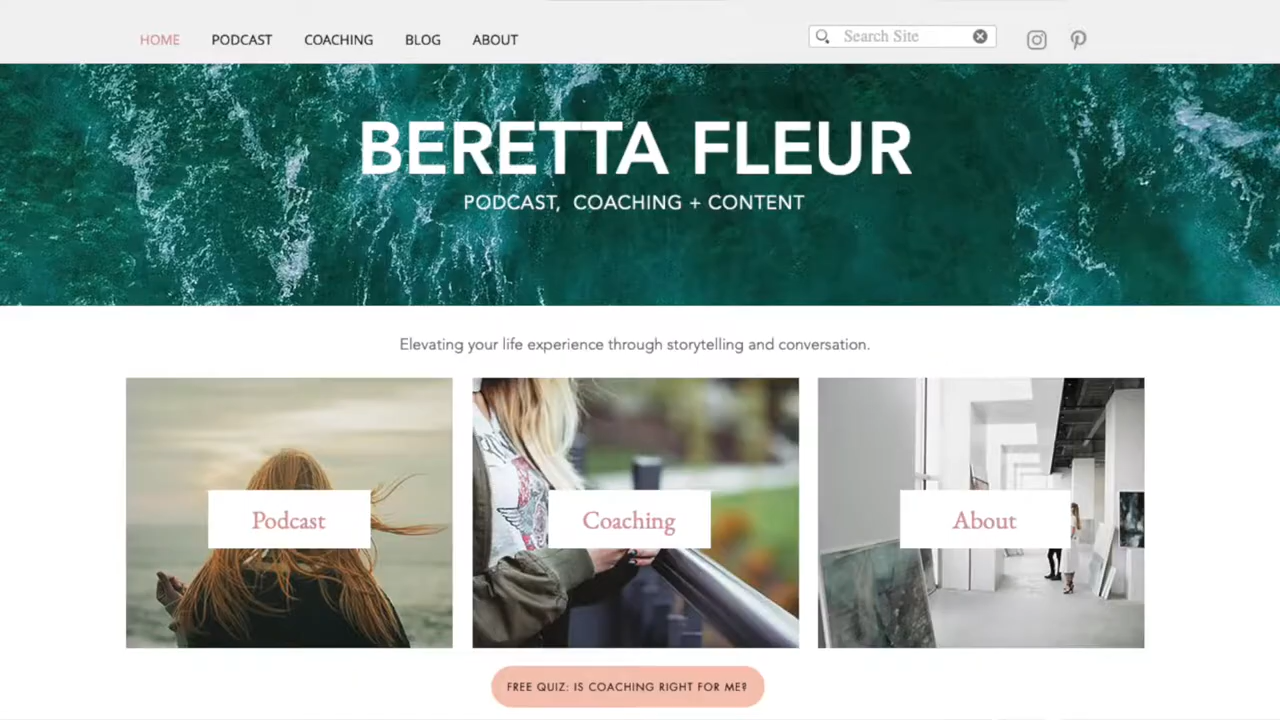 HOME PODCAST COACHING BLOG ABOUT Search Site
BERETTA FLEUR
PODCAST, COACHING + CONTENT
Elevating your life experience through storytelling and conversation.
Podcast
Coaching
About
FREE QUIZ: IS COACHING RIGHT FOR ME?